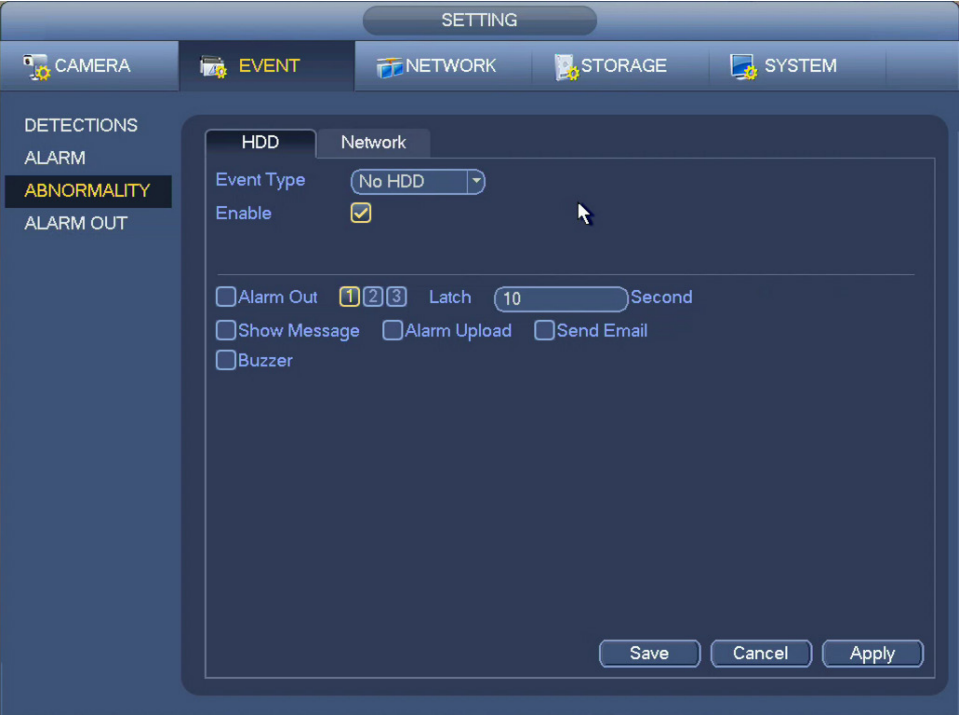 SETTING
CAMERA EVENT NETWORK STORAGE SYSTEM
DETECTIONS
ALARM
ABNORMALITY
ALARM OUT
HDD Network
Event Type No HDD
Enable
Alarm Out 1 2 3 Latch 10 Second
Show Message Alarm Upload Send Email
Buzzer
Save Cancel Apply